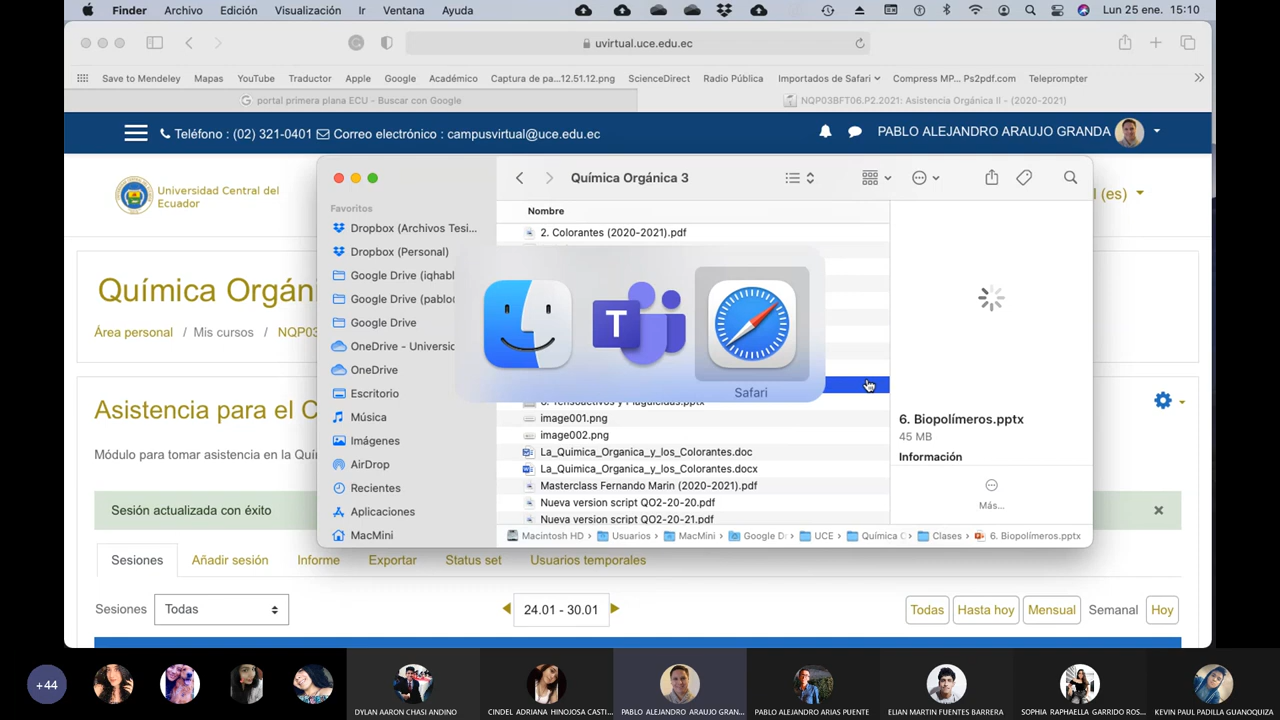 Finder Archivo Edición Visualización Ir Ventana Ayuda Lun 25 ene. 15:10
uvirtual.uce.edu.ec
Save to Mendeley Mapas YouTube Traductor Apple Google Académico Captura de pa...12.51.12.png ScienceDirect Radio Pública Importados de Safari Compress MP... Ps2pdf.com Teleprompter
portal primera plana ECU - Buscar con Google NQP03BFT06.P2.2021: Asistencia Orgánica II - (2020-2021)
Teléfono : (02) 321-0401 Correo electrónico : campusvirtual@uce.edu.ec PABLO ALEJANDRO ARAUJO GRANDA
Universidad Central del
Ecuador
(es)
Química Orgáni
Área personal / Mis cursos / NQP03
Asistencia para el C
Módulo para tomar asistencia en la Quí
Sesión actualizada con éxito
Química Orgánica 3
Favoritos
Dropbox (Archivos Tesi...
Dropbox (Personal)
Google Drive (iqhabl
Google Drive (pablo
Google Drive
OneDrive - Universi
OneDrive
Escritorio
Música
Imágenes
AirDrop
Recientes
Aplicaciones
MacMini
Nombre
2. Colorantes (2020-2021).pdf
Safari
image001.png
image002.png
La_Quimica_Organica_y_los_Colorantes.doc
La_Quimica_Organica_y_los_Colorantes.docx
Masterclass Fernando Marin (2020-2021).pdf
Nueva version script QO2-20-20.pdf
Nueva version script QO2-20-21.pdf
6. Biopolímeros.pptx
45 MB
Información
Más...
Macintosh HD Usuarios MacMini Google Dr UCE Química O Clases 6. Biopolímeros.pptx
Sesiones Añadir sesión Informe Exportar Status set Usuarios temporales
Sesiones Todas 24.01 - 30.01 Todas Hasta hoy Mensual Semanal Hoy
+44
DYLAN AARON CHASI ANDINO CINDEL ADRIANA HINOJOSA CASTI... PABLO ALEJANDRO ARAUJO GRAN... PABLO ALEJANDRO ARIAS PUENTE ELIAN MARTIN FUENTES BARRERA SOPHIA RAPHAELLA GARRIDO ROS... KEVIN PAUL PADILLA GUANOQUIZA